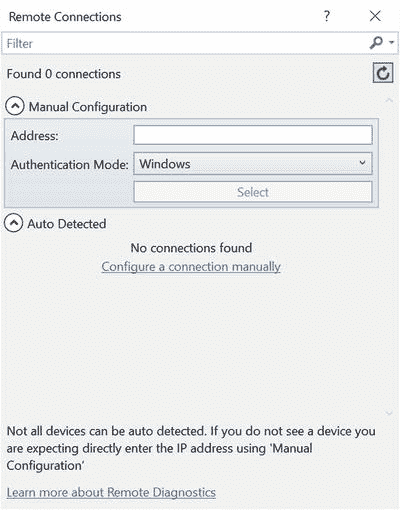 Remote Connections
Filter
Found 0 connections
Manual Configuration
Address:
Authentication Mode: Windows
Select
Auto Detected
No connections found
Configure a connection manually
Not all devices can be auto detected. If you do not see a device you
are expecting directly enter the IP address using 'Manual
Configuration'
Learn more about Remote Diagnostics